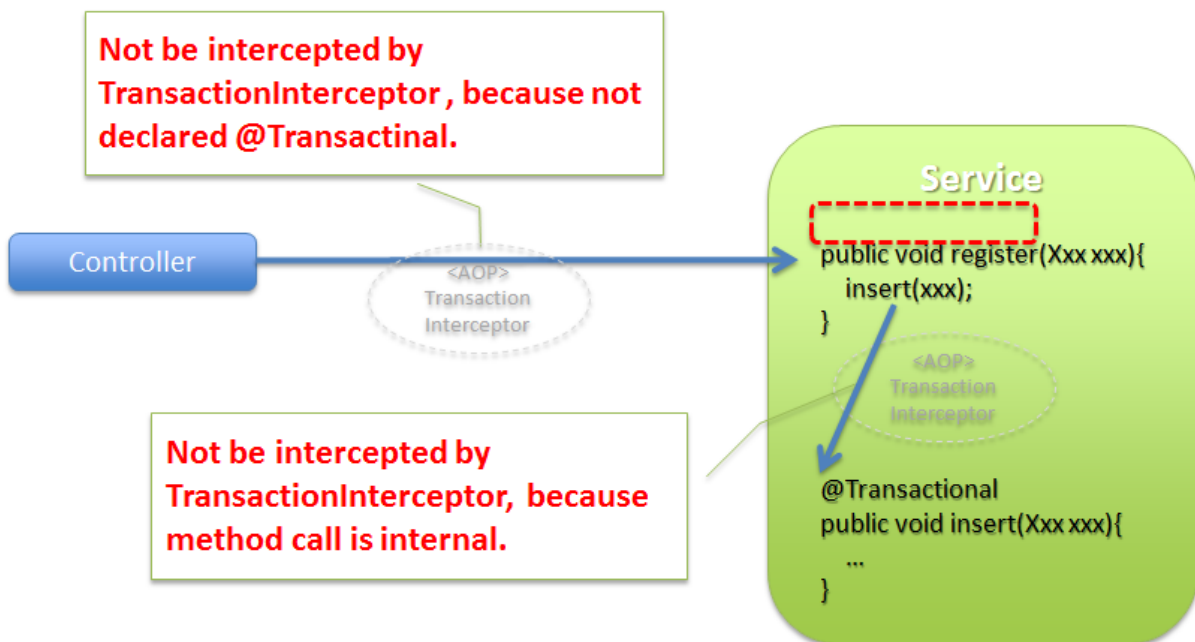 Not be intercepted by
TransactionInterceptor , because not
declared @Transactinal.
Service
Controller
<AOP>
Transaction
Interceptor
public void register(Xxx xxx){
insert(xxx);
}
<AOP>
Transaction
Interceptor
Not be intercepted by
TransactionInterceptor, because
method call is internal.
@Transactional
public void insert(Xxx xxx){
...
}